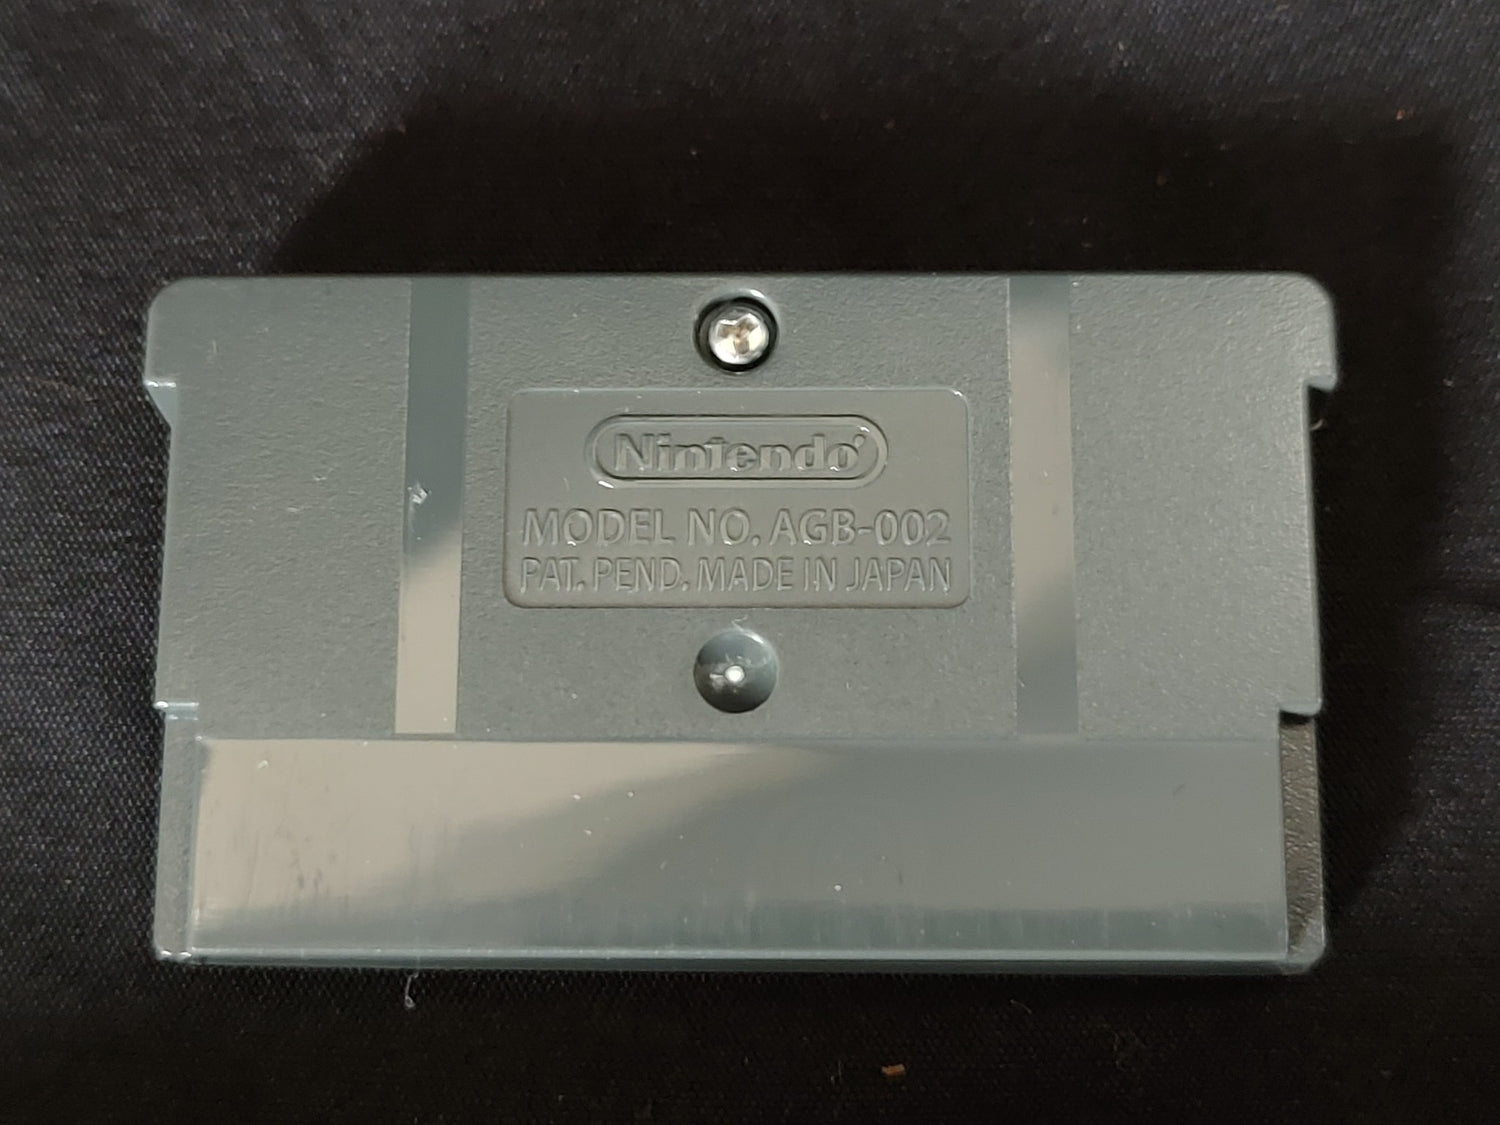 Nintendo
MODEL NO. AGB-002
PAT. PEND. MADE IN JAPAN